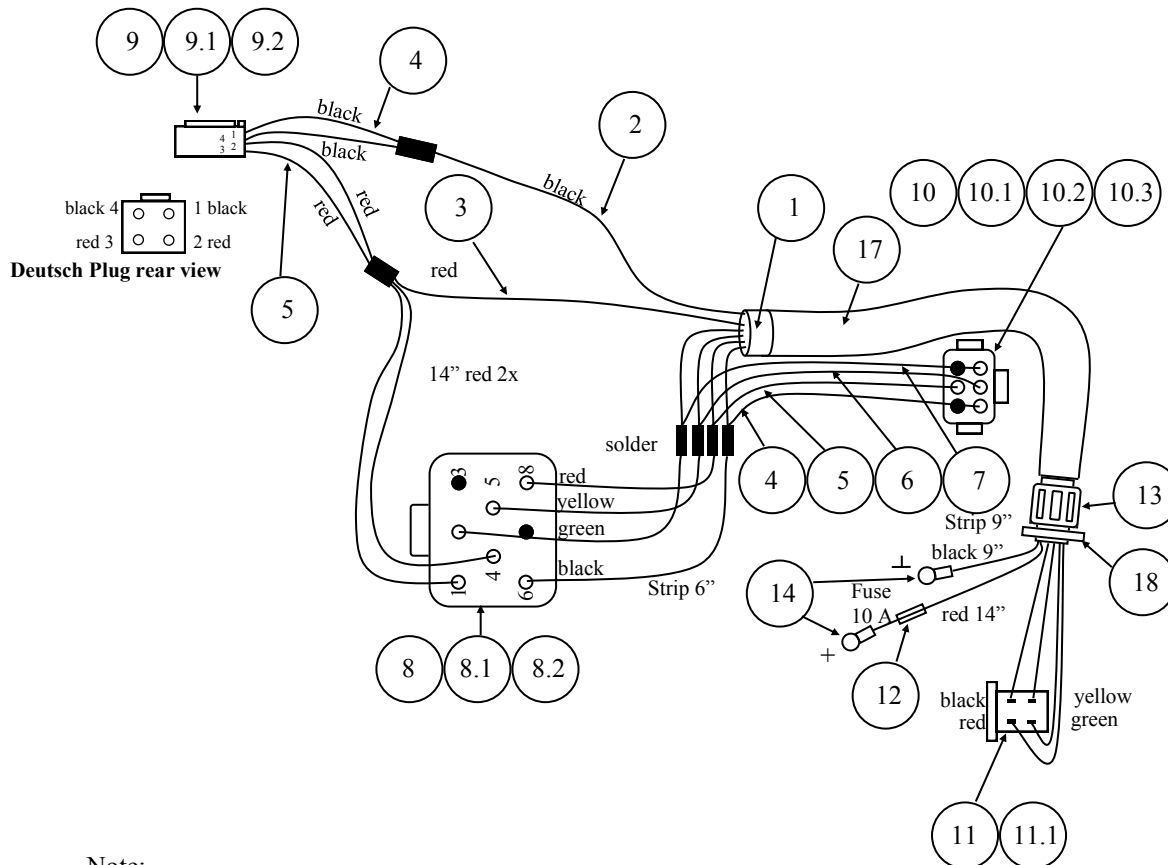 9 9.1 9.2
4
black
black
2
black
4 1
3 2
red
red
3
10 10.1 10.2 10.3
1
17
black 4 1 black
red 3 2 red
Deutsch Plug rear view
5
red
14” red 2x
solder
4 5 6 7
Strip 9”
13
3 5 8
red
yellow
green
black
1 4 6
Strip 6”
black 9”
14
Fuse
10 A
red 14”
+
18
8 8.1 8.2
12
black yellow
red green
11 11.1
Note: